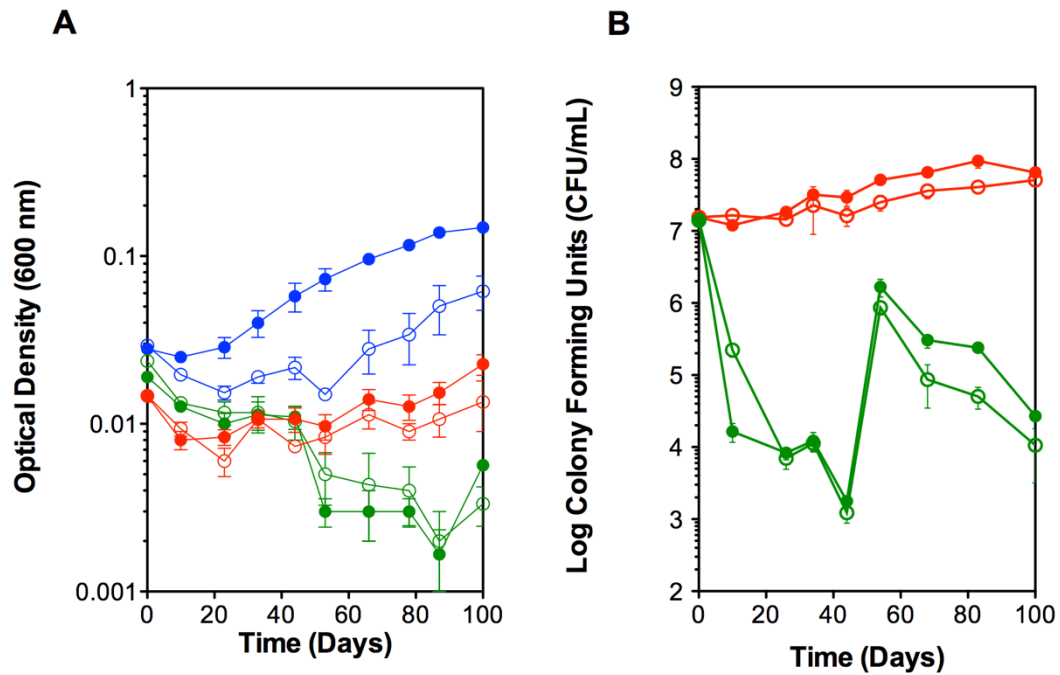 A
Optical Density (600 nm)
1
0.1
0.01
0.001
0 20 40 60 80 100
Time (Days)
B
Log Colony Forming Units (CFU/mL)
9
8
7
6
5
4
3
2
0 20 40 60 80 100
Time (Days)